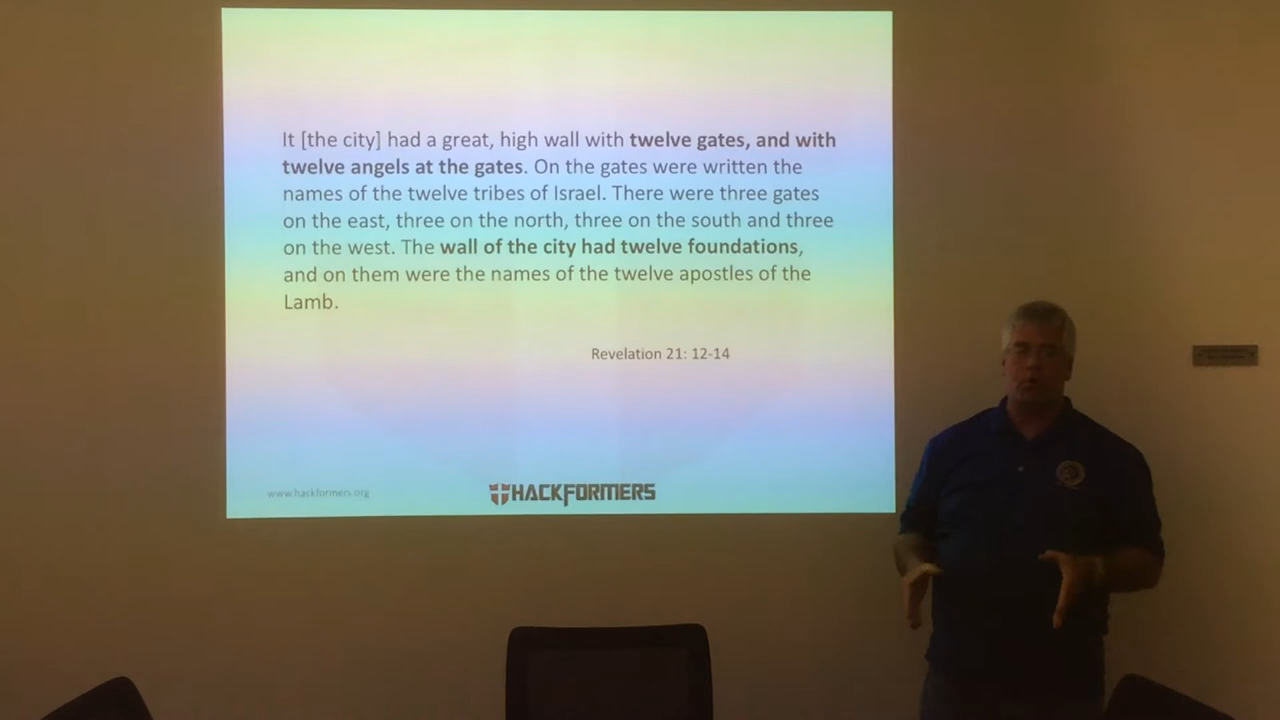 It [the city] had a great, high wall with twelve gates, and with
twelve angels at the gates. On the gates were written the
names of the twelve tribes of Israel. There were three gates
on the east, three on the north, three on the south and three
on the west. The wall of the city had twelve foundations,
and on them were the names of the twelve apostles of the
Lamb.
Revelation 21: 12-14
www.hackformers.org
HACKFORMERS